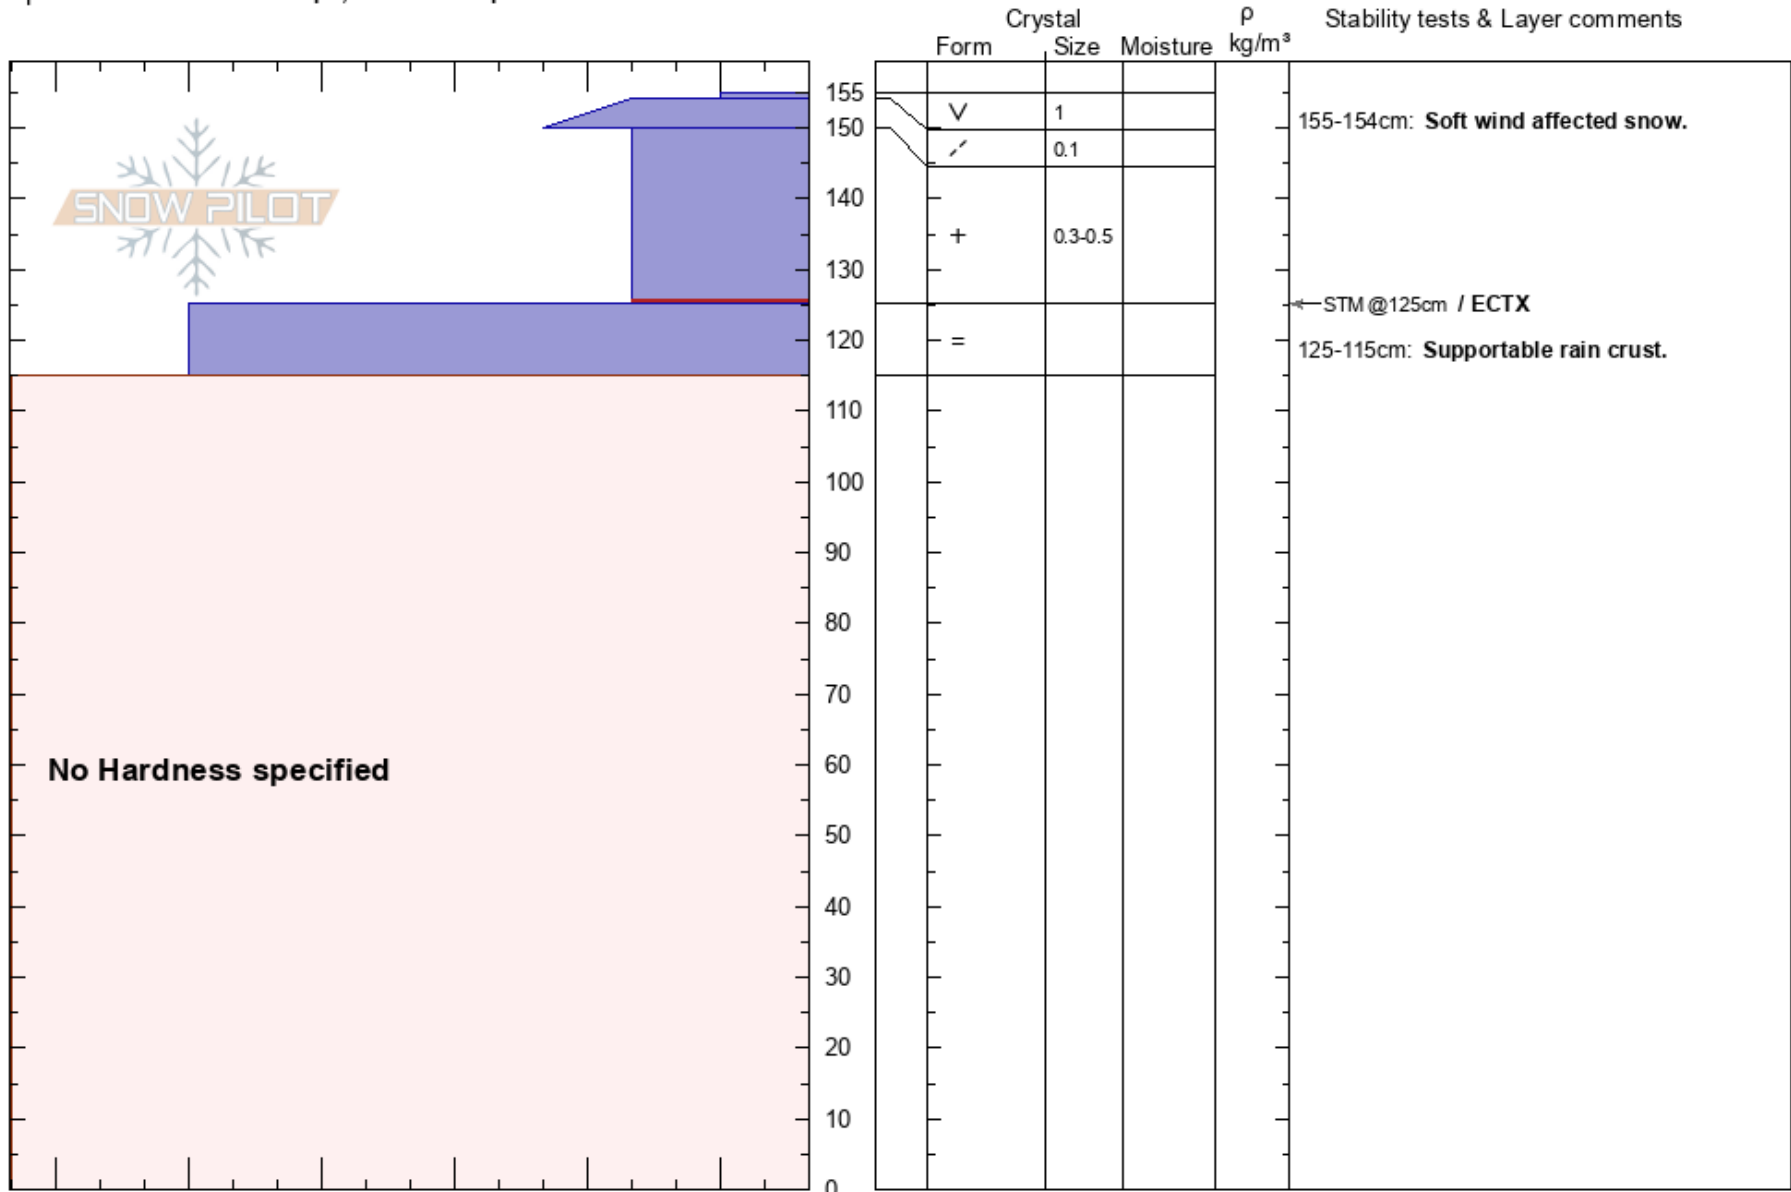 Crystal
ρ
Stability tests & Layer comments
Form
Size
Moisture
kg/m³
155
V
1
155-154cm: Soft wind affected snow.
150
0.1
SNOW PILOT
140
+
0.3-0.5
130
STM @125cm / ECTX
120
=
125-115cm: Supportable rain crust.
110
100
90
80
70
No Hardness specified
60
50
40
30
20
10
0